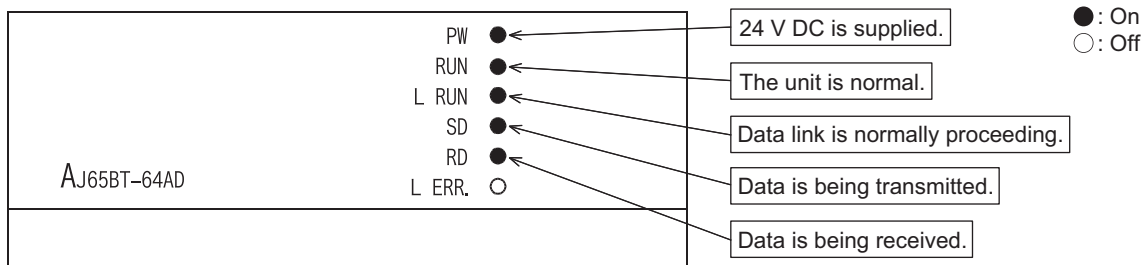 PW
24 V DC is supplied.
●: On
○: Off
RUN
The unit is normal.
L RUN
Data link is normally proceeding.
SD
RD
AJ65BT-64AD
L ERR.
Data is being transmitted.
Data is being received.